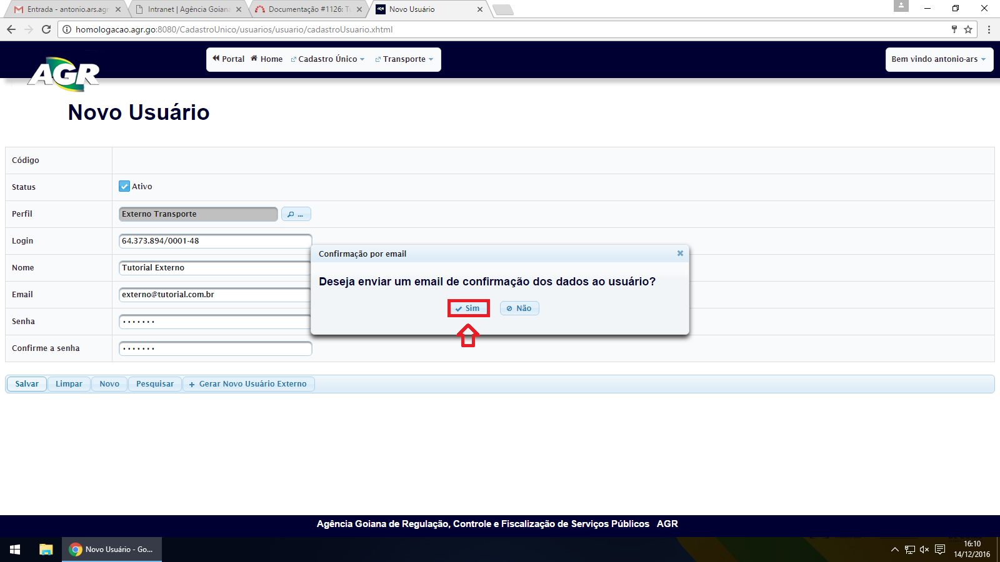 Entrada - antonio.ars.agr
Intranet | Agência Goiana
Documentação #1126: Tu
Novo Usuário
homologacao.agr.go:8080/CadastroUnico/usuarios/usuario/cadastroUsuario.xhtml
AGR
Portal Home Cadastro Único Transporte
Bem vindo antonio-ars
Novo Usuário
Código
Status Ativo
Perfil Externo Transporte ...
Login 64.373.894/0001-48
Nome Tutorial Externo
Email externo@tutorial.com.br
Senha •••••••
Confirme a senha •••••••
Confirmação por email
Deseja enviar um email de confirmação dos dados ao usuário?
Sim Não
Salvar Limpar Novo Pesquisar + Gerar Novo Usuário Externo
Agência Goiana de Regulação, Controle e Fiscalização de Serviços Públicos AGR
Novo Usuário - Go...
16:10
14/12/2016